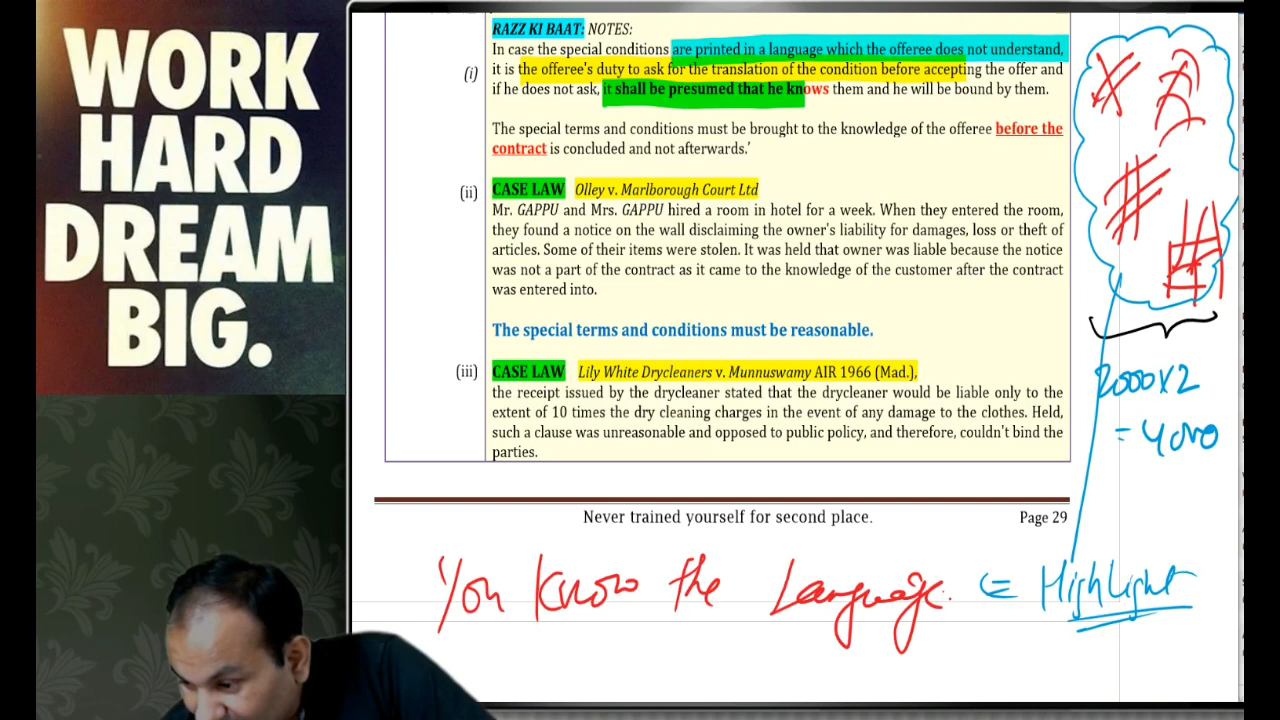 WORK
HARD
DREAM
BIG.
RAZZ KI BAAT: NOTES:
In case the special conditions are printed in a language which the offeree does not understand,
(i) it is the offeree's duty to ask for the translation of the condition before accepting the offer and
if he does not ask, it shall be presumed that he knows them and he will be bound by them.
The special terms and conditions must be brought to the knowledge of the offeree before the
contract is concluded and not afterwards.'
(ii) CASE LAW Olley v. Marlborough Court Ltd
Mr. GAPPU and Mrs. GAPPU hired a room in hotel for a week. When they entered the room,
they found a notice on the wall disclaiming the owner's liability for damages, loss or theft of
articles. Some of their items were stolen. It was held that owner was liable because the notice
was not a part of the contract as it came to the knowledge of the customer after the contract
was entered into.
The special terms and conditions must be reasonable.
(iii) CASE LAW Lily White Drycleaners v. Munnuswamy AIR 1966 (Mad.),
the receipt issued by the drycleaner stated that the drycleaner would be liable only to the
extent of 10 times the dry cleaning charges in the event of any damage to the clothes. Held,
such a clause was unreasonable and opposed to public policy, and therefore, couldn't bind the
parties.
2000x2
= 4000
Never trained yourself for second place. Page 29
You know the Language. Highlight